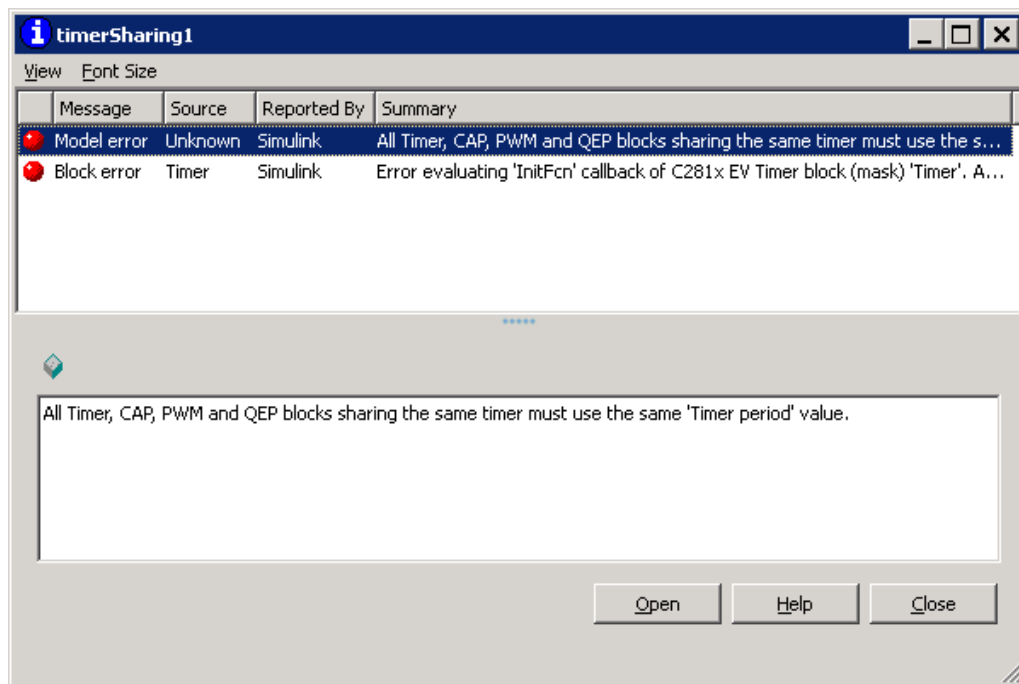 timerSharing1
View Font Size
Message Source Reported By Summary
Model error Unknown Simulink All Timer, CAP, PWM and QEP blocks sharing the same timer must use the s...
Block error Timer Simulink Error evaluating 'InitFcn' callback of C281x EV Timer block (mask) 'Timer'. A...
All Timer, CAP, PWM and QEP blocks sharing the same timer must use the same 'Timer period' value.
Open Help Close